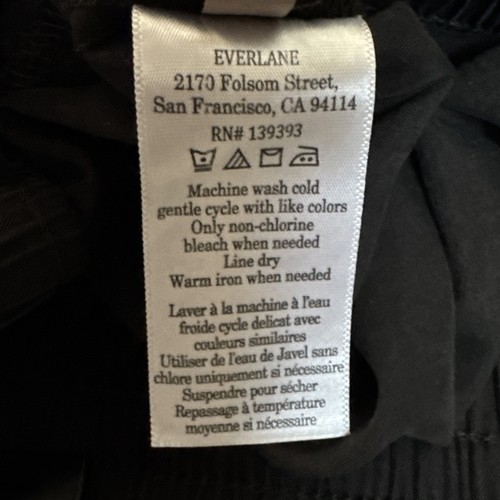 EVERLANE
2170 Folsom Street,
San Francisco, CA 94114
RN# 139393
Machine wash cold
gentle cycle with like colors
Only non-chlorine
bleach when needed
Line dry
Warm iron when needed
Laver à la machine à l'eau
froide cycle delicat avec
couleurs similaires
Utiliser de l'eau de Javel sans
chlore uniquement si nécessaire
Suspendre pour sécher
Repassage à température
moyenne si nécessaire